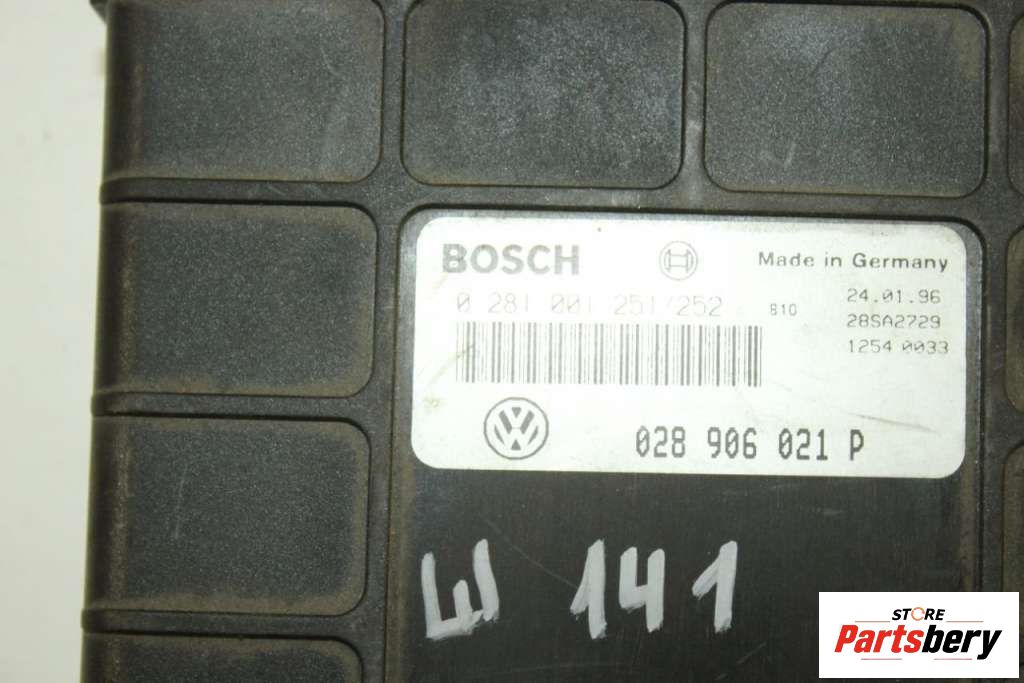 BOSCH
Made in Germany
0 281 001 251/252
810
24.01.96
28SA2729
1254 0033
028 906 021 P
W 141
STORE
Partsbery